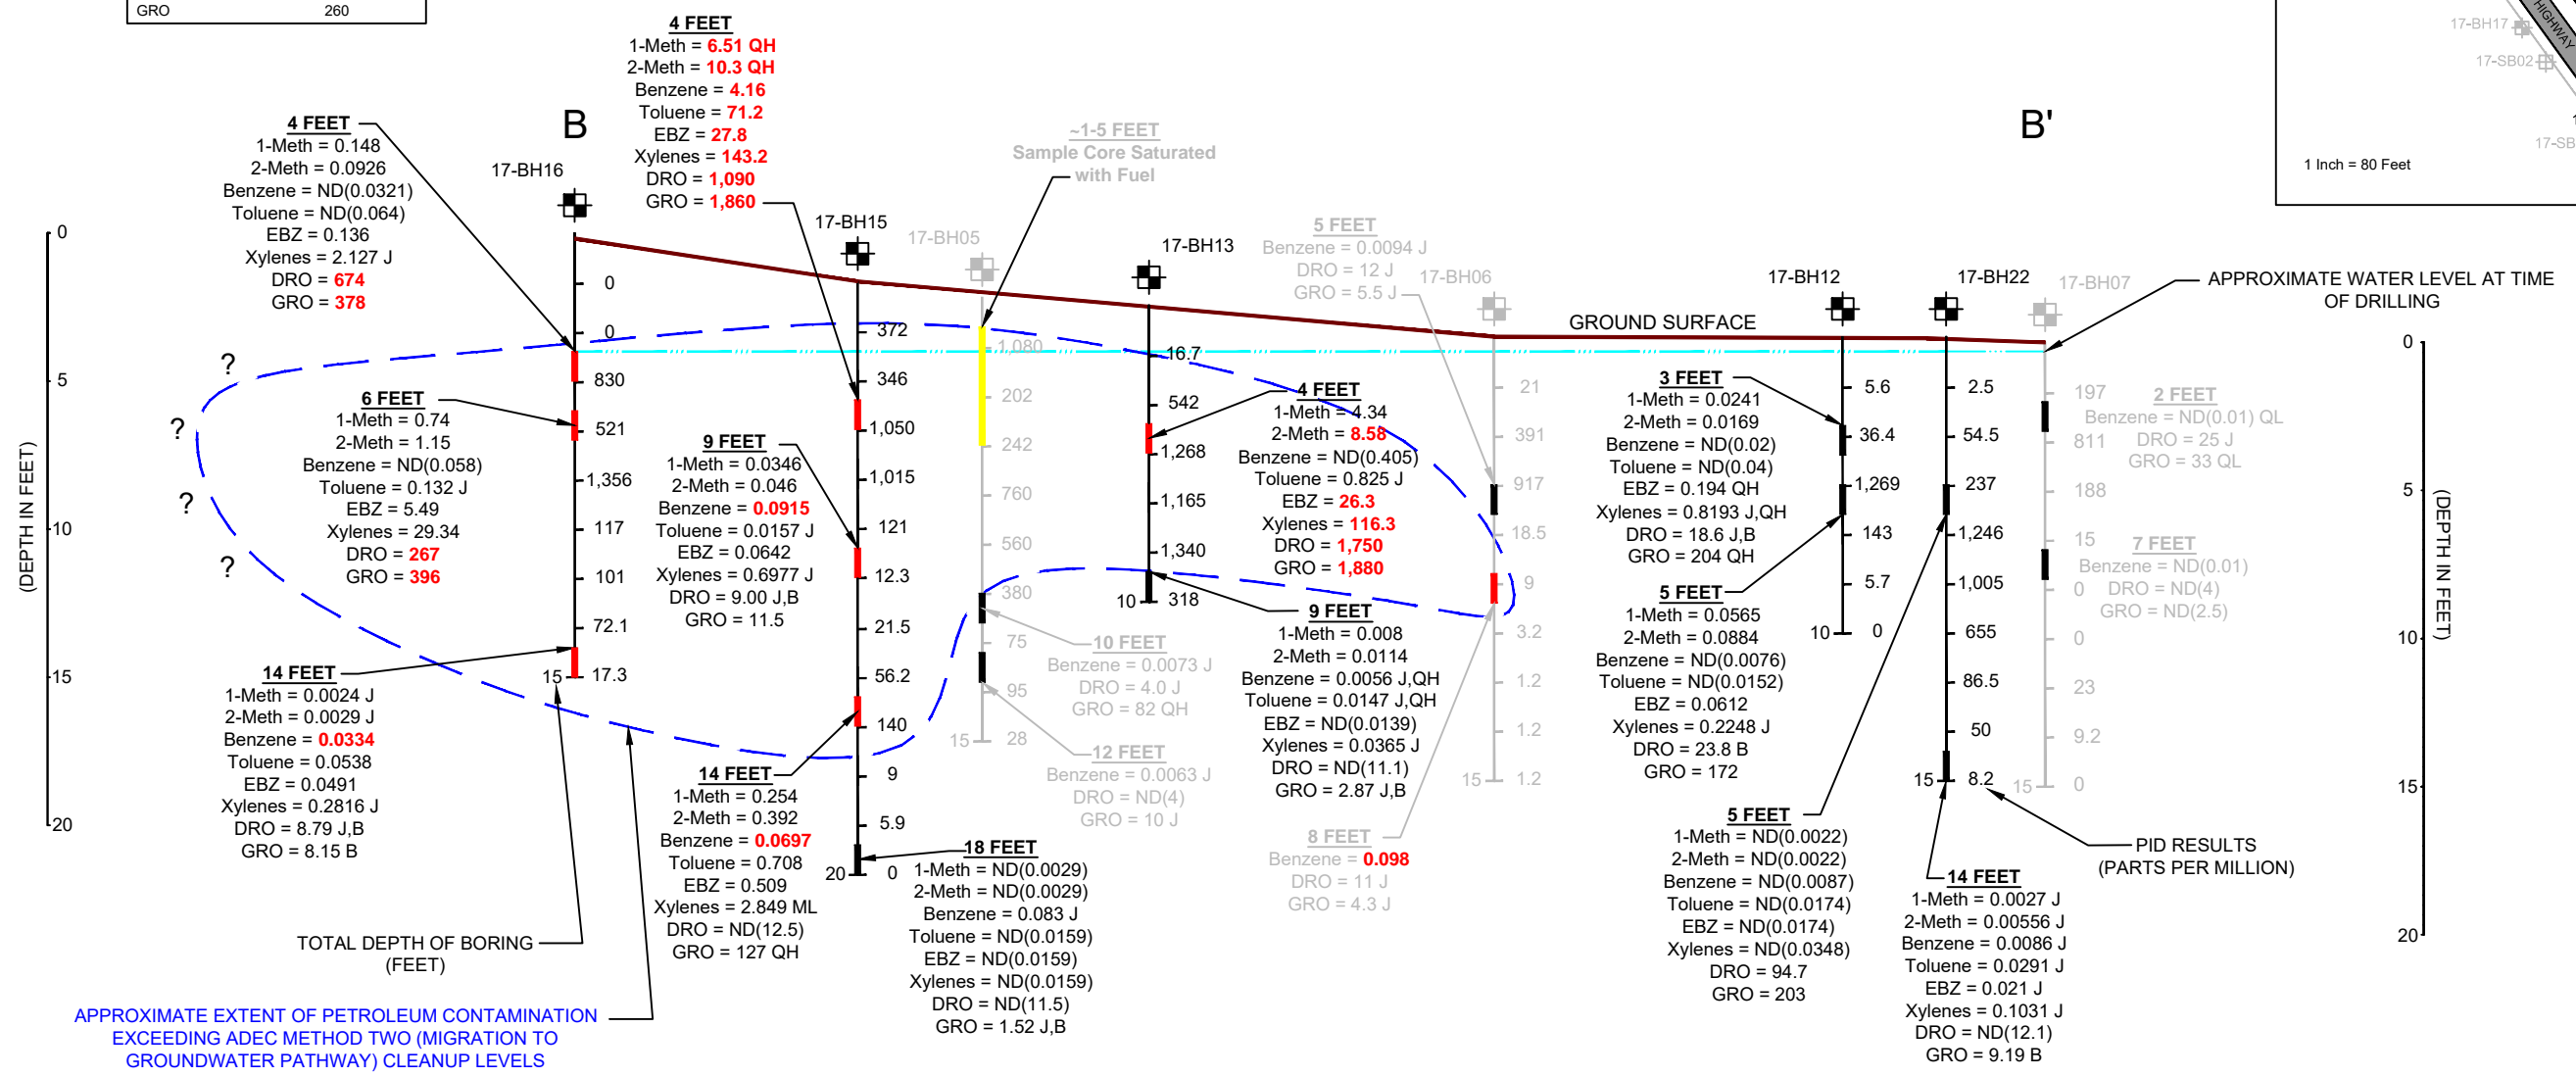 GRO 260
4 FEET
1-Meth = 6.51 QH
2-Meth = 10.3 QH
Benzene = 4.16
Toluene = 71.2
EBZ = 27.8
Xylenes = 143.2
DRO = 1,090
GRO = 1,860
HIGHWAY
17-BH17
17-SB02
17-SB
1 Inch = 80 Feet
B
B'
4 FEET
1-Meth = 0.148
2-Meth = 0.0926
Benzene = ND(0.0321)
Toluene = ND(0.064)
EBZ = 0.136
Xylenes = 2.127 J
DRO = 674
GRO = 378
17-BH16
~1-5 FEET
Sample Core Saturated
with Fuel
17-BH15
17-BH05
17-BH13
5 FEET
Benzene = 0.0094 J
DRO = 12 J
GRO = 5.5 J
17-BH06
17-BH12
17-BH22
17-BH07
APPROXIMATE WATER LEVEL AT TIME
OF DRILLING
GROUND SURFACE
0
5
10
15
20
(DEPTH IN FEET)
?
?
?
?
0
0
830
521
1,356
117
101
72.1
15 17.3
6 FEET
1-Meth = 0.74
2-Meth = 1.15
Benzene = ND(0.058)
Toluene = 0.132 J
EBZ = 5.49
Xylenes = 29.34
DRO = 267
GRO = 396
14 FEET
1-Meth = 0.0024 J
2-Meth = 0.0029 J
Benzene = 0.0334
Toluene = 0.0538
EBZ = 0.0491
Xylenes = 0.2816 J
DRO = 8.79 J,B
GRO = 8.15 B
TOTAL DEPTH OF BORING
(FEET)
APPROXIMATE EXTENT OF PETROLEUM CONTAMINATION
EXCEEDING ADEC METHOD TWO (MIGRATION TO
GROUNDWATER PATHWAY) CLEANUP LEVELS
372
346
1,050
1,015
121
12.3
21.5
56.2
140
9
5.9
20 0
9 FEET
1-Meth = 0.0346
2-Meth = 0.046
Benzene = 0.0915
Toluene = 0.0157 J
EBZ = 0.0642
Xylenes = 0.6977 J
DRO = 9.00 J,B
GRO = 11.5
14 FEET
1-Meth = 0.254
2-Meth = 0.392
Benzene = 0.0697
Toluene = 0.708
EBZ = 0.509
Xylenes = 2.849 ML
DRO = ND(12.5)
GRO = 127 QH
18 FEET
1-Meth = ND(0.0029)
2-Meth = ND(0.0029)
Benzene = 0.083 J
Toluene = ND(0.0159)
EBZ = ND(0.0159)
Xylenes = ND(0.0159)
DRO = ND(11.5)
GRO = 1.52 J,B
1,080
202
242
760
560
380
75
95
15 28
10 FEET
Benzene = 0.0073 J
DRO = 4.0 J
GRO = 82 QH
12 FEET
Benzene = 0.0063 J
DRO = ND(4)
GRO = 10 J
16.7
542
1,268
1,165
1,340
10 318
4 FEET
1-Meth = 4.34
2-Meth = 8.58
Benzene = ND(0.405)
Toluene = 0.825 J
EBZ = 26.3
Xylenes = 116.3
DRO = 1,750
GRO = 1,880
9 FEET
1-Meth = 0.008
2-Meth = 0.0114
Benzene = 0.0056 J,QH
Toluene = 0.0147 J,QH
EBZ = ND(0.0139)
Xylenes = 0.0365 J
DRO = ND(11.1)
GRO = 2.87 J,B
21
391
917
18.5
9
3.2
1.2
1.2
15 1.2
8 FEET
Benzene = 0.098
DRO = 11 J
GRO = 4.3 J
3 FEET
1-Meth = 0.0241
2-Meth = 0.0169
Benzene = ND(0.02)
Toluene = ND(0.04)
EBZ = 0.194 QH
Xylenes = 0.8193 J,QH
DRO = 18.6 J,B
GRO = 204 QH
5 FEET
1-Meth = 0.0565
2-Meth = 0.0884
Benzene = ND(0.0076)
Toluene = ND(0.0152)
EBZ = 0.0612
Xylenes = 0.2248 J
DRO = 23.8 B
GRO = 172
5.6
36.4
1,269
143
5.7
10 0
5 FEET
1-Meth = ND(0.0022)
2-Meth = ND(0.0022)
Benzene = ND(0.0087)
Toluene = ND(0.0174)
EBZ = ND(0.0174)
Xylenes = ND(0.0348)
DRO = 94.7
GRO = 203
2.5
54.5
237
1,246
1,005
655
86.5
50
15 8.2
14 FEET
1-Meth = 0.0027 J
2-Meth = 0.00556 J
Benzene = 0.0086 J
Toluene = 0.0291 J
EBZ = 0.021 J
Xylenes = 0.1031 J
DRO = ND(12.1)
GRO = 9.19 B
197
811
188
15
0
0
23
9.2
15 0
2 FEET
Benzene = ND(0.01) QL
DRO = 25 J
GRO = 33 QL
7 FEET
Benzene = ND(0.01)
DRO = ND(4)
GRO = ND(2.5)
PID RESULTS
(PARTS PER MILLION)
0
5
10
15
20
(DEPTH IN FEET)